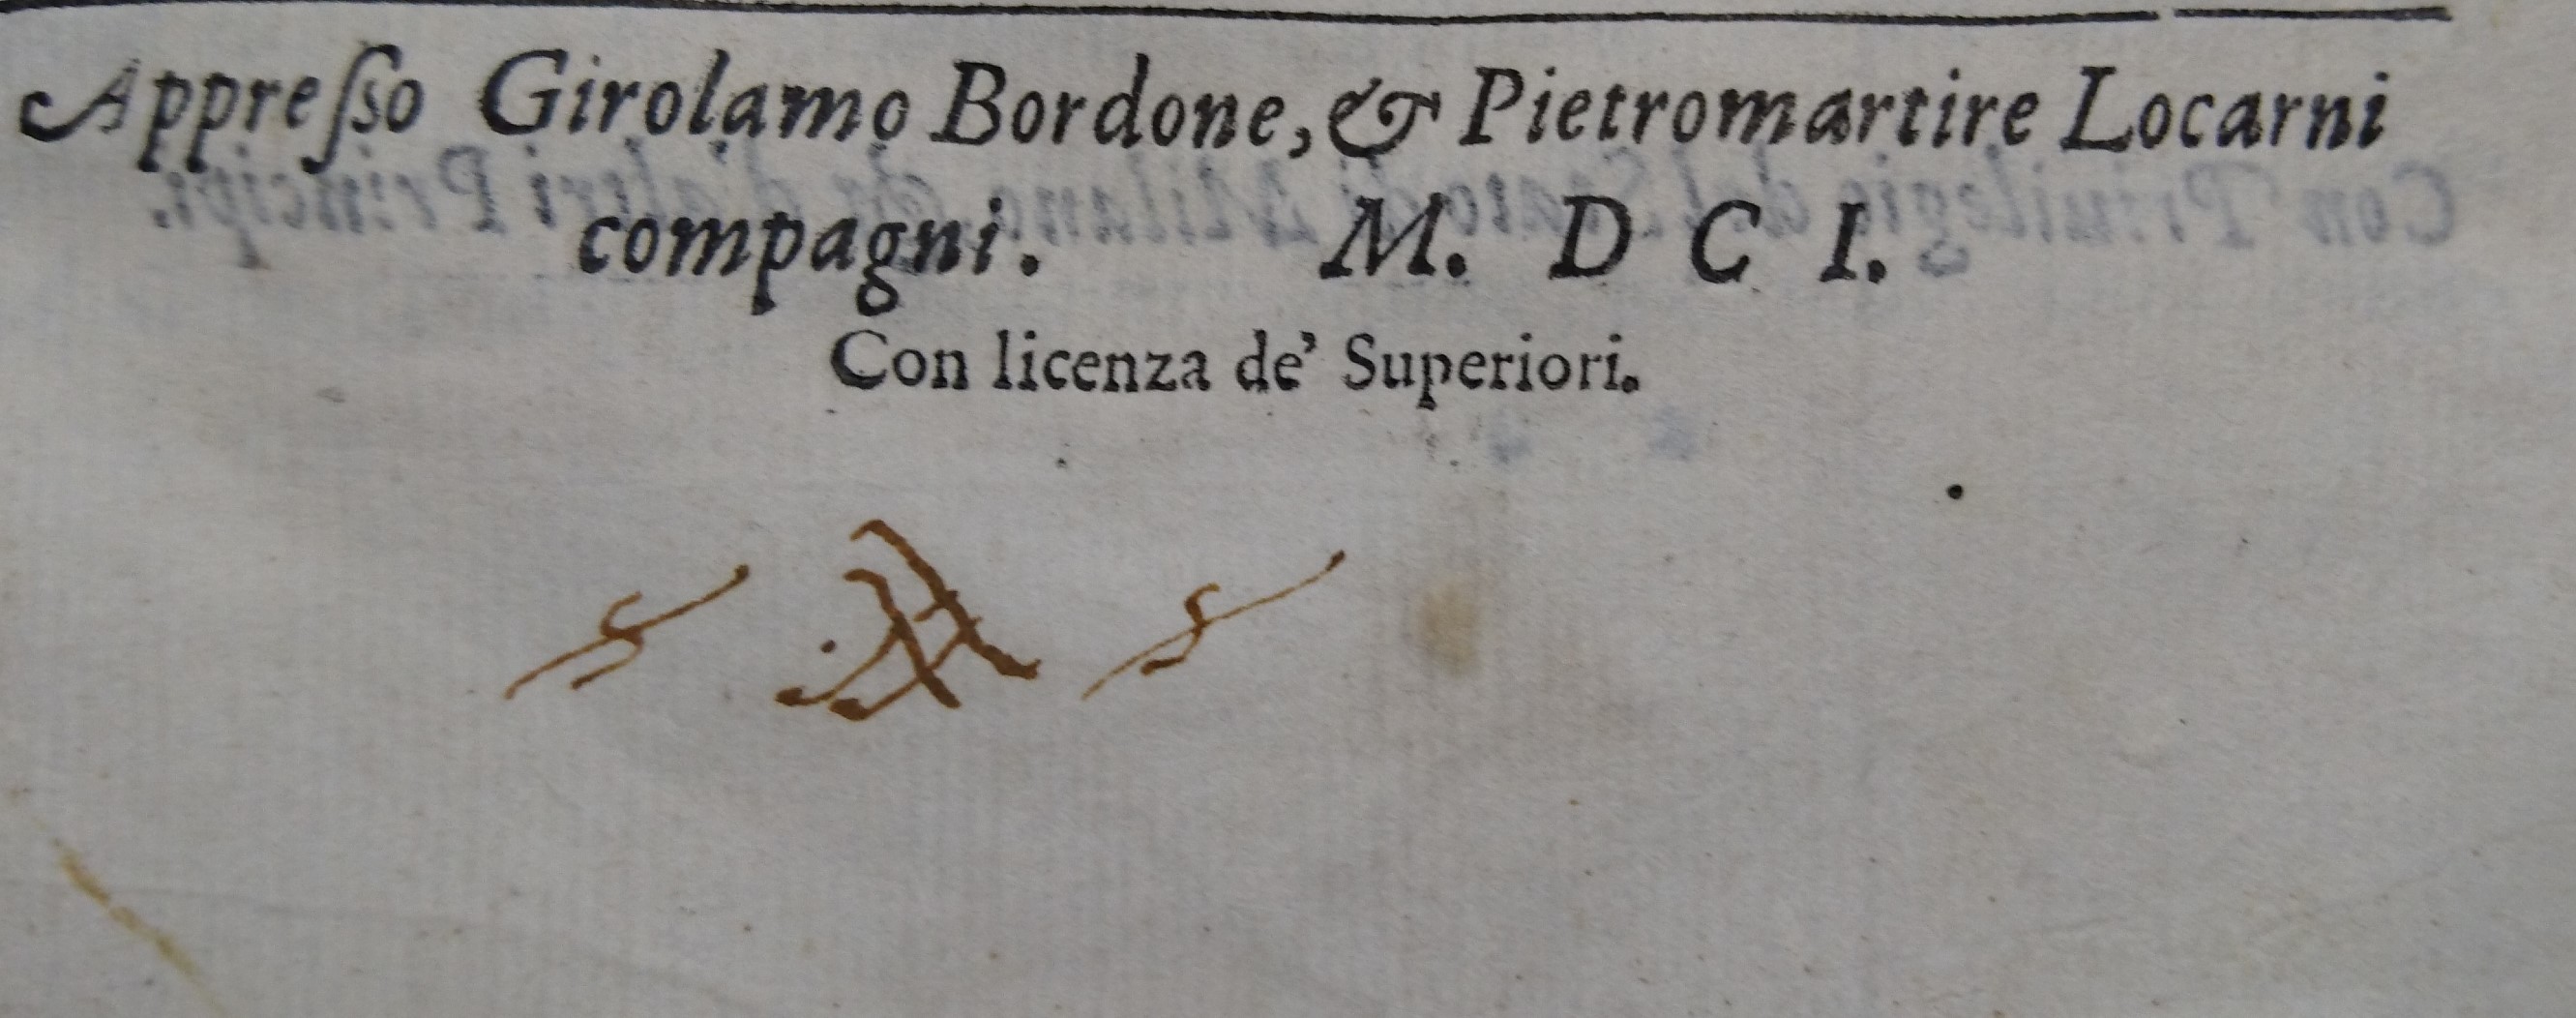 Appreſso Girolamo Bordone, & Pietromartire Locarni
compagni. M. D C I.
Con licenza de' Superiori.